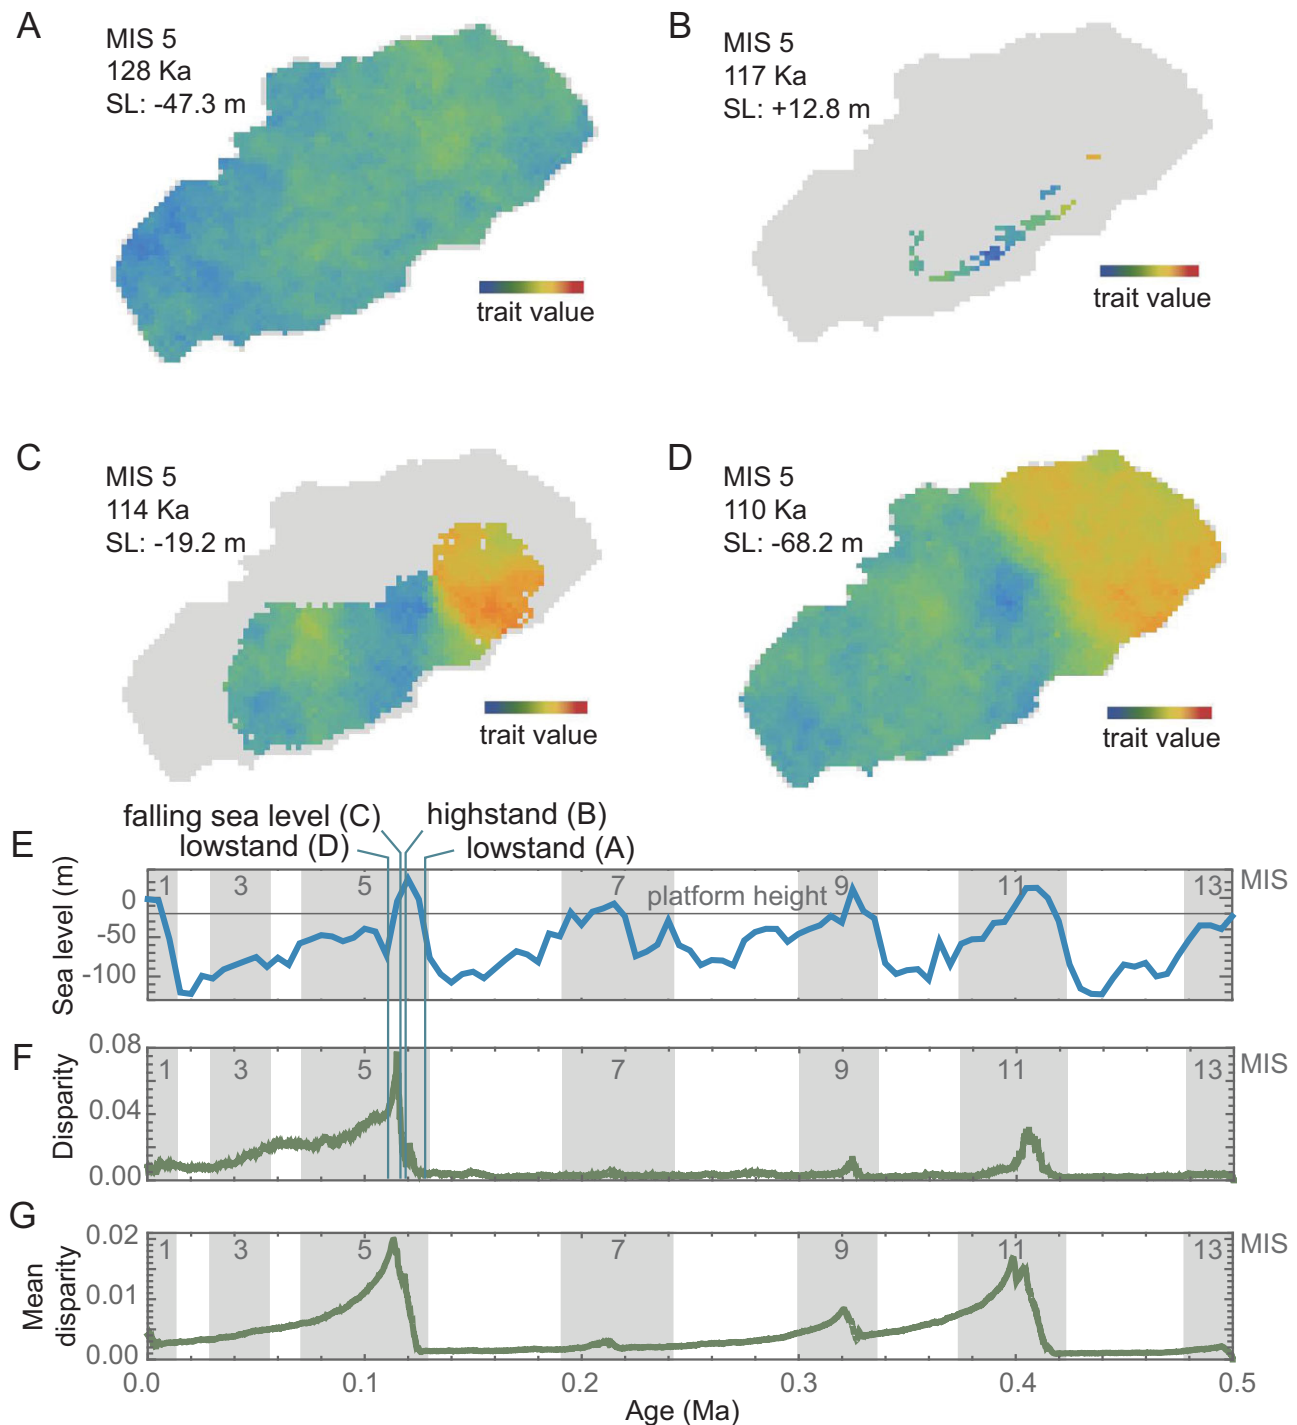 A
MIS 5
128 Ka
SL: -47.3 m
trait value
B
MIS 5
117 Ka
SL: +12.8 m
trait value
C
MIS 5
114 Ka
SL: -19.2 m
trait value
D
MIS 5
110 Ka
SL: -68.2 m
trait value
falling sea level (C)
highstand (B)
lowstand (D)
lowstand (A)
E
Sea level (m)
0
-50
-100
1
3
5
7
9
11
13
MIS
platform height
F
Disparity
0.08
0.04
0.00
1
3
5
7
9
11
13
MIS
G
Mean
disparity
0.02
0.01
0.00
1
3
5
7
9
11
13
MIS
0.0
0.1
0.2
0.3
0.4
0.5
Age (Ma)